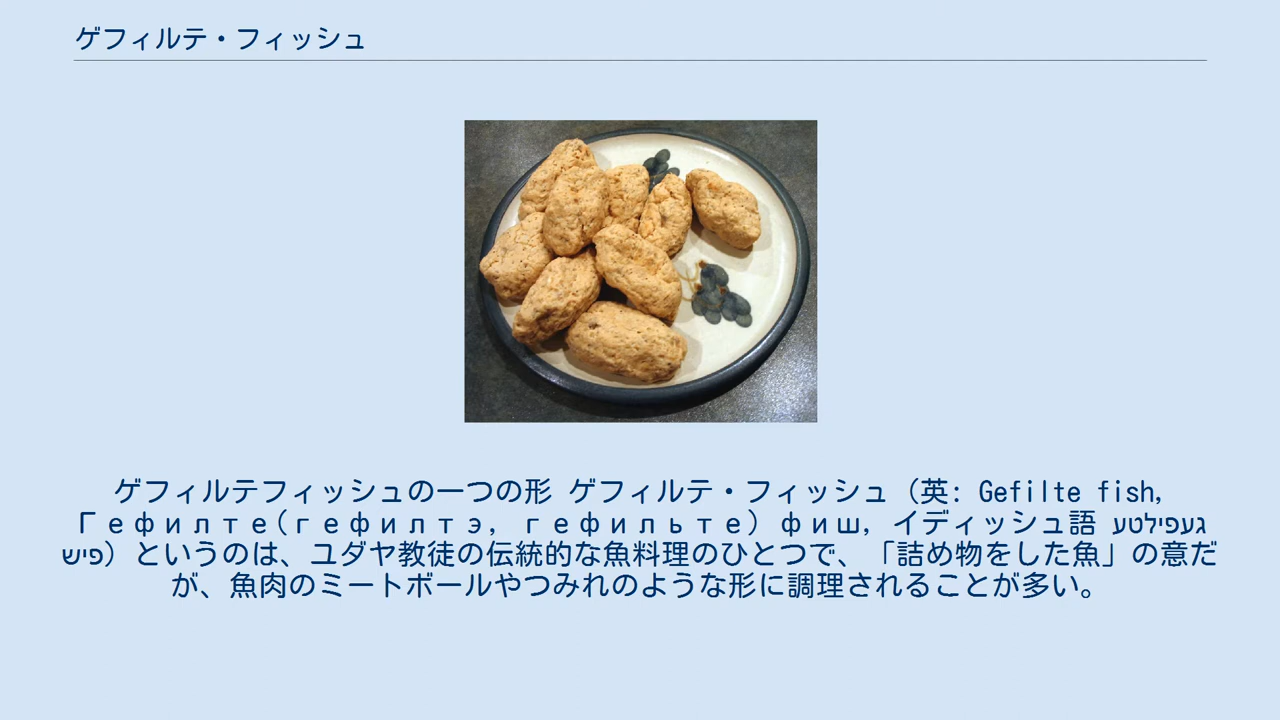 ゲフィルテ・フィッシュ
ゲフィルテフィッシュの一つの形 ゲフィルテ・フィッシュ（英: Gefilte fish,
Гефилте(гефилтэ, гефильте) фиш, イディッシュ語 געפילטע
פיש）というのは、ユダヤ教徒の伝統的な魚料理のひとつで、「詰め物をした魚」の意だ
が、魚肉のミートボールやつみれのような形に調理されることが多い。